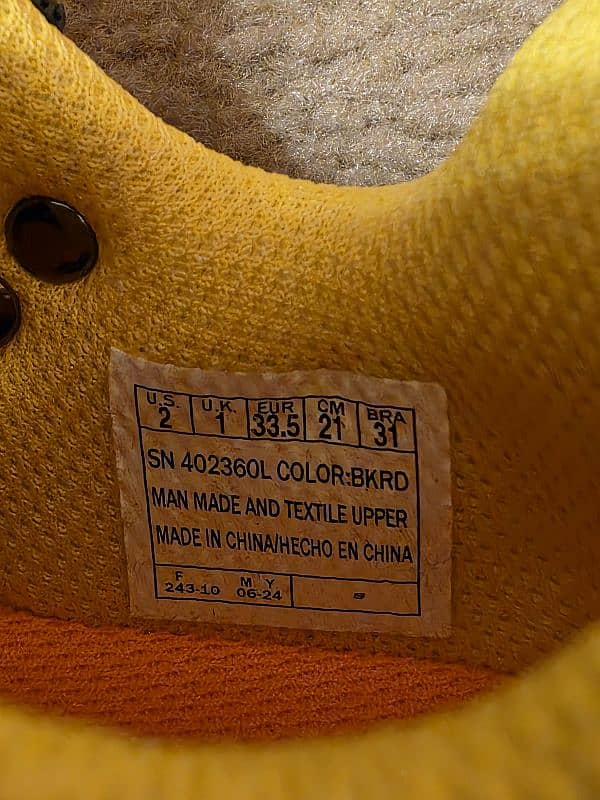 U.S. U.K. EUR CM BRA
2 1 33.5 21 31
SN 402360L COLOR:BKRD
MAN MADE AND TEXTILE UPPER
MADE IN CHINA/HECHO EN CHINA
F M Y
243-10 06-24